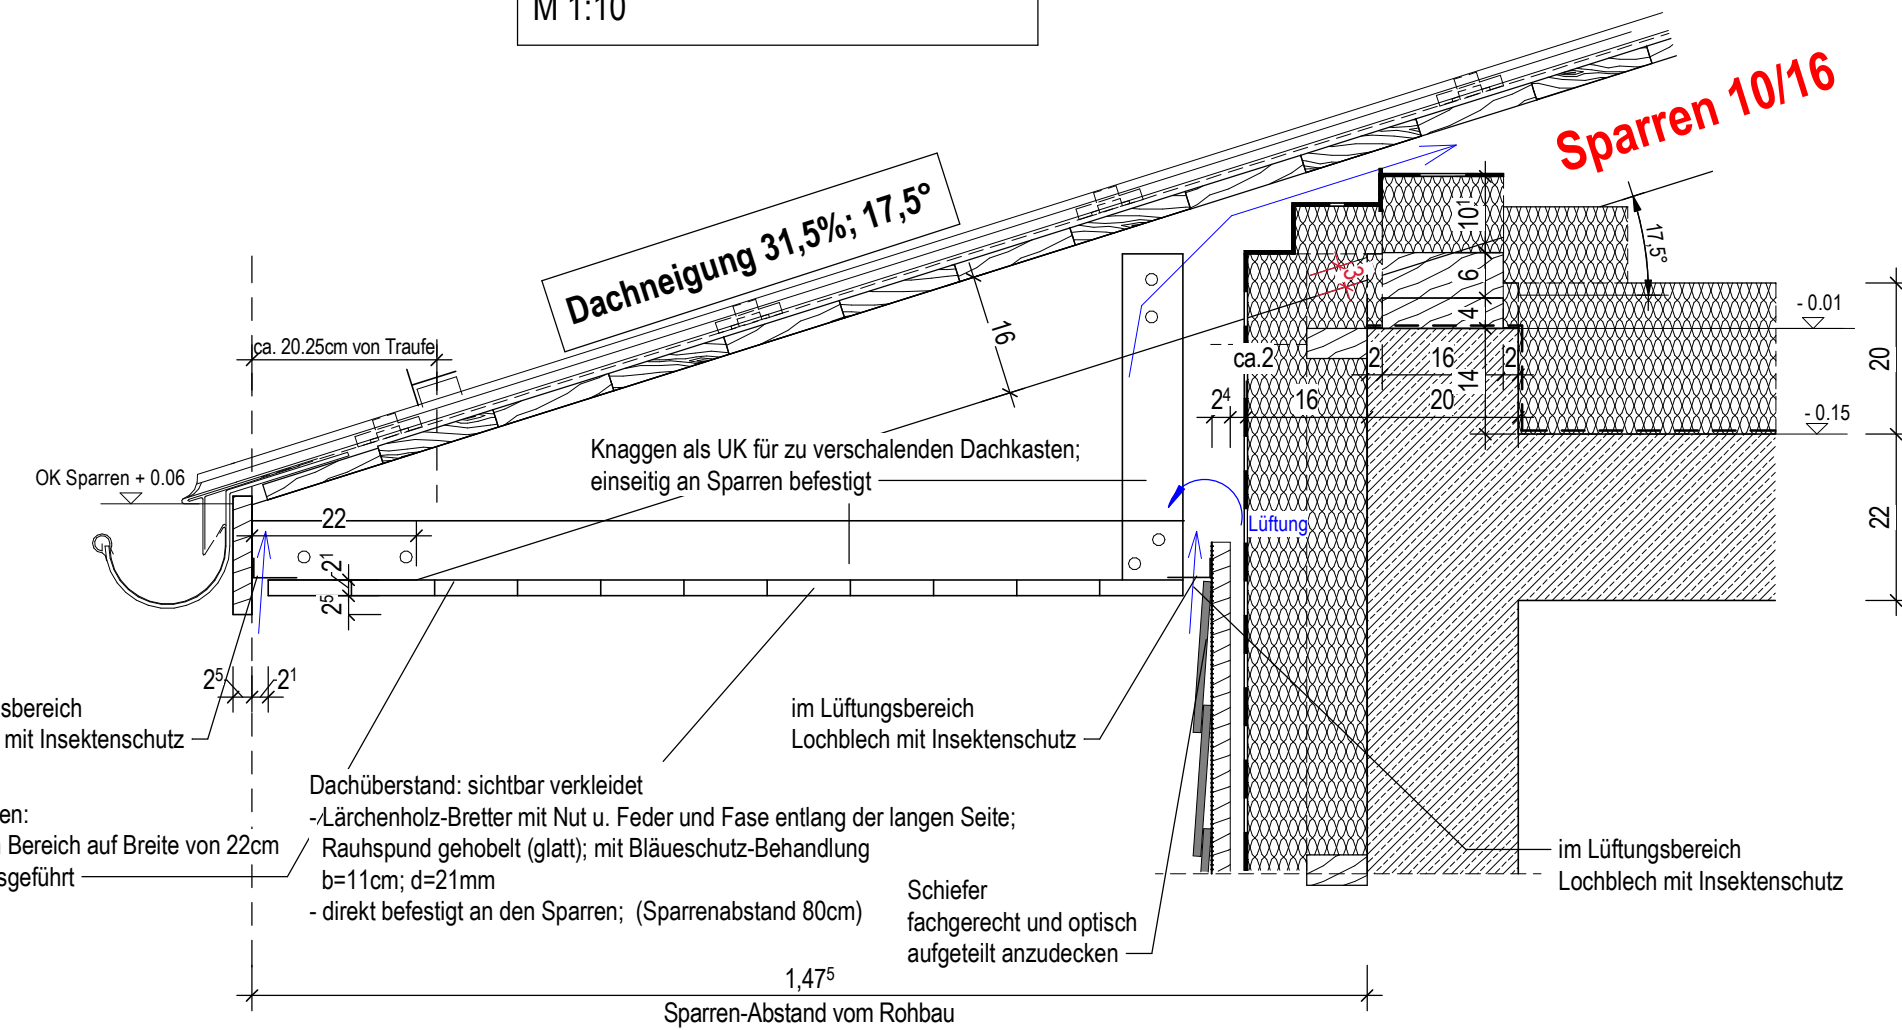 M 1:10
Sparren 10/16
Dachneigung 31,5%; 17,5°
10¹
17,5°
3
6
4
- 0.01
16
ca. 20.25cm von Traufe
ca.2
2
16
2
14
20
2⁴
16
20
- 0.15
Knaggen als UK für zu verschalenden Dachkasten;
einseitig an Sparren befestigt
OK Sparren + 0.06
22
Lüftung
22
2¹
2⁵
2⁵
2¹
sbereich
mit Insektenschutz
im Lüftungsbereich
Lochblech mit Insektenschutz
en:
Bereich auf Breite von 22cm
sgeführt
Dachüberstand: sichtbar verkleidet
- Lärchenholz-Bretter mit Nut u. Feder und Fase entlang der langen Seite;
Rauhspund gehobelt (glatt); mit Bläueschutz-Behandlung
b=11cm; d=21mm
- direkt befestigt an den Sparren; (Sparrenabstand 80cm)
Schiefer
fachgerecht und optisch
aufgeteilt anzudecken
im Lüftungsbereich
Lochblech mit Insektenschutz
1,47⁵
Sparren-Abstand vom Rohbau